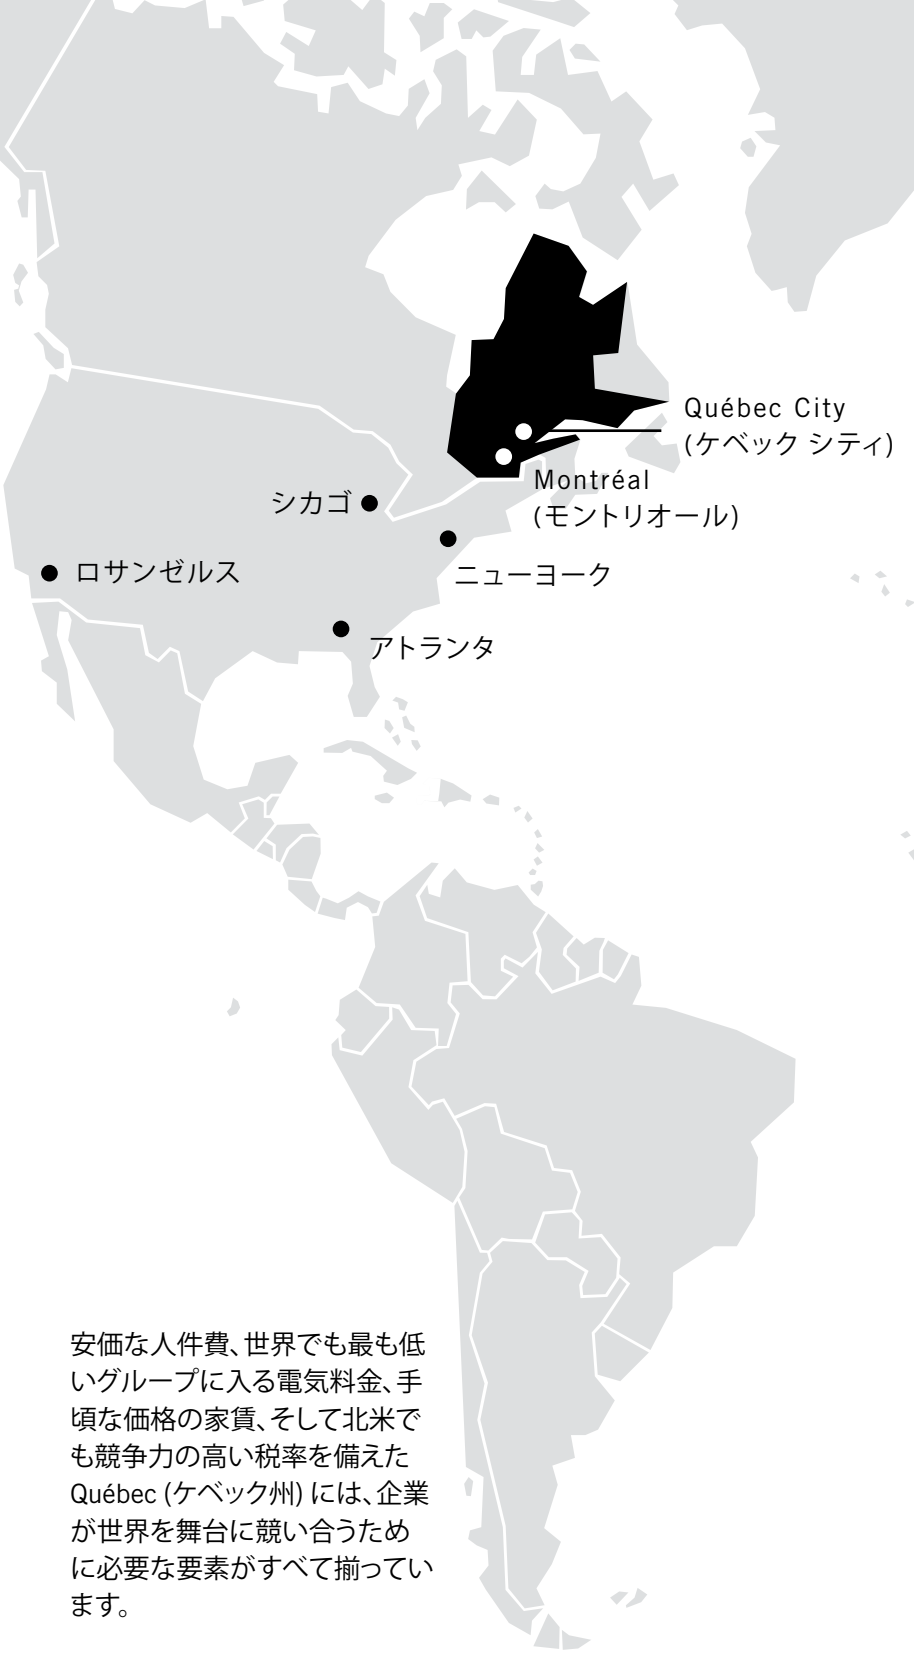 Québec City
(ケベック シティ)
Montréal
(モントリオール)
シカゴ
ニューヨーク
ロサンゼルス
アトランタ
安価な人件費、世界でも最も低
いグループに入る電気料金、手
頃な価格の家賃、そして北米で
も競争力の高い税率を備えた
Québec (ケベック州) には、企業
が世界を舞台に競い合うため
に必要な要素がすべて揃ってい
ます。